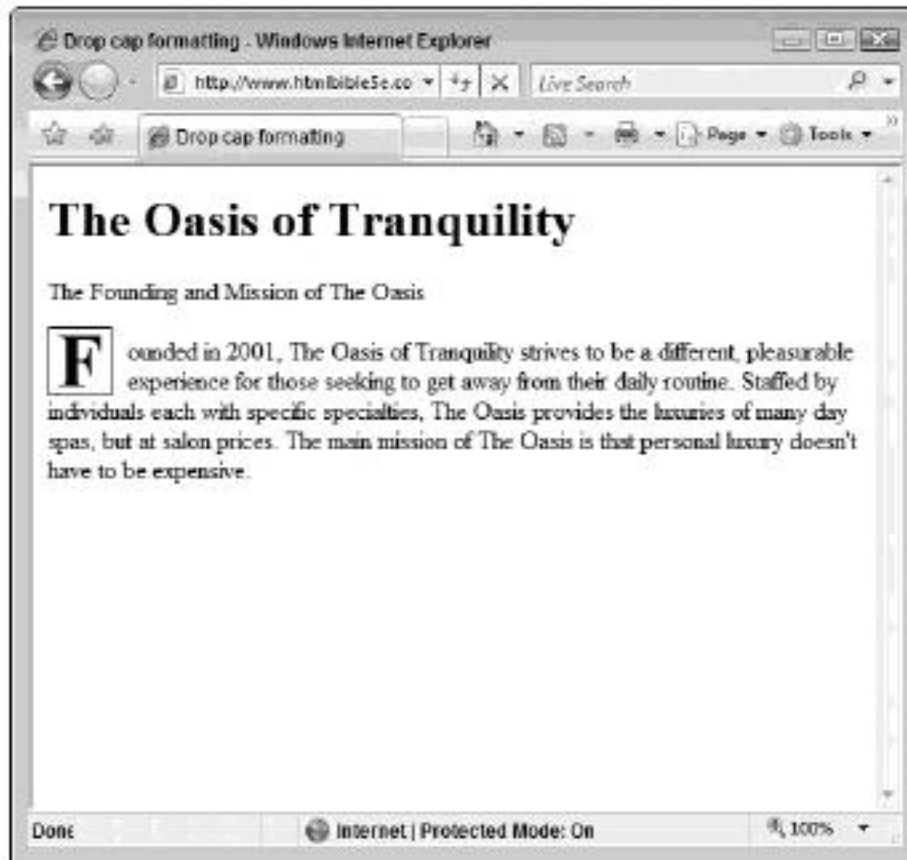 Drop cap formatting - Windows Internet Explorer
http://www.htmlbible5e.co
Live Search
Drop cap formatting
Page
Tools
The Oasis of Tranquility
The Founding and Mission of The Oasis
Founded in 2001, The Oasis of Tranquility strives to be a different, pleasurable
experience for those seeking to get away from their daily routine. Staffed by
individuals each with specific specialties, The Oasis provides the luxuries of many day
spas, but at salon prices. The main mission of The Oasis is that personal luxury doesn't
have to be expensive.
Done
Internet | Protected Mode: On
100%